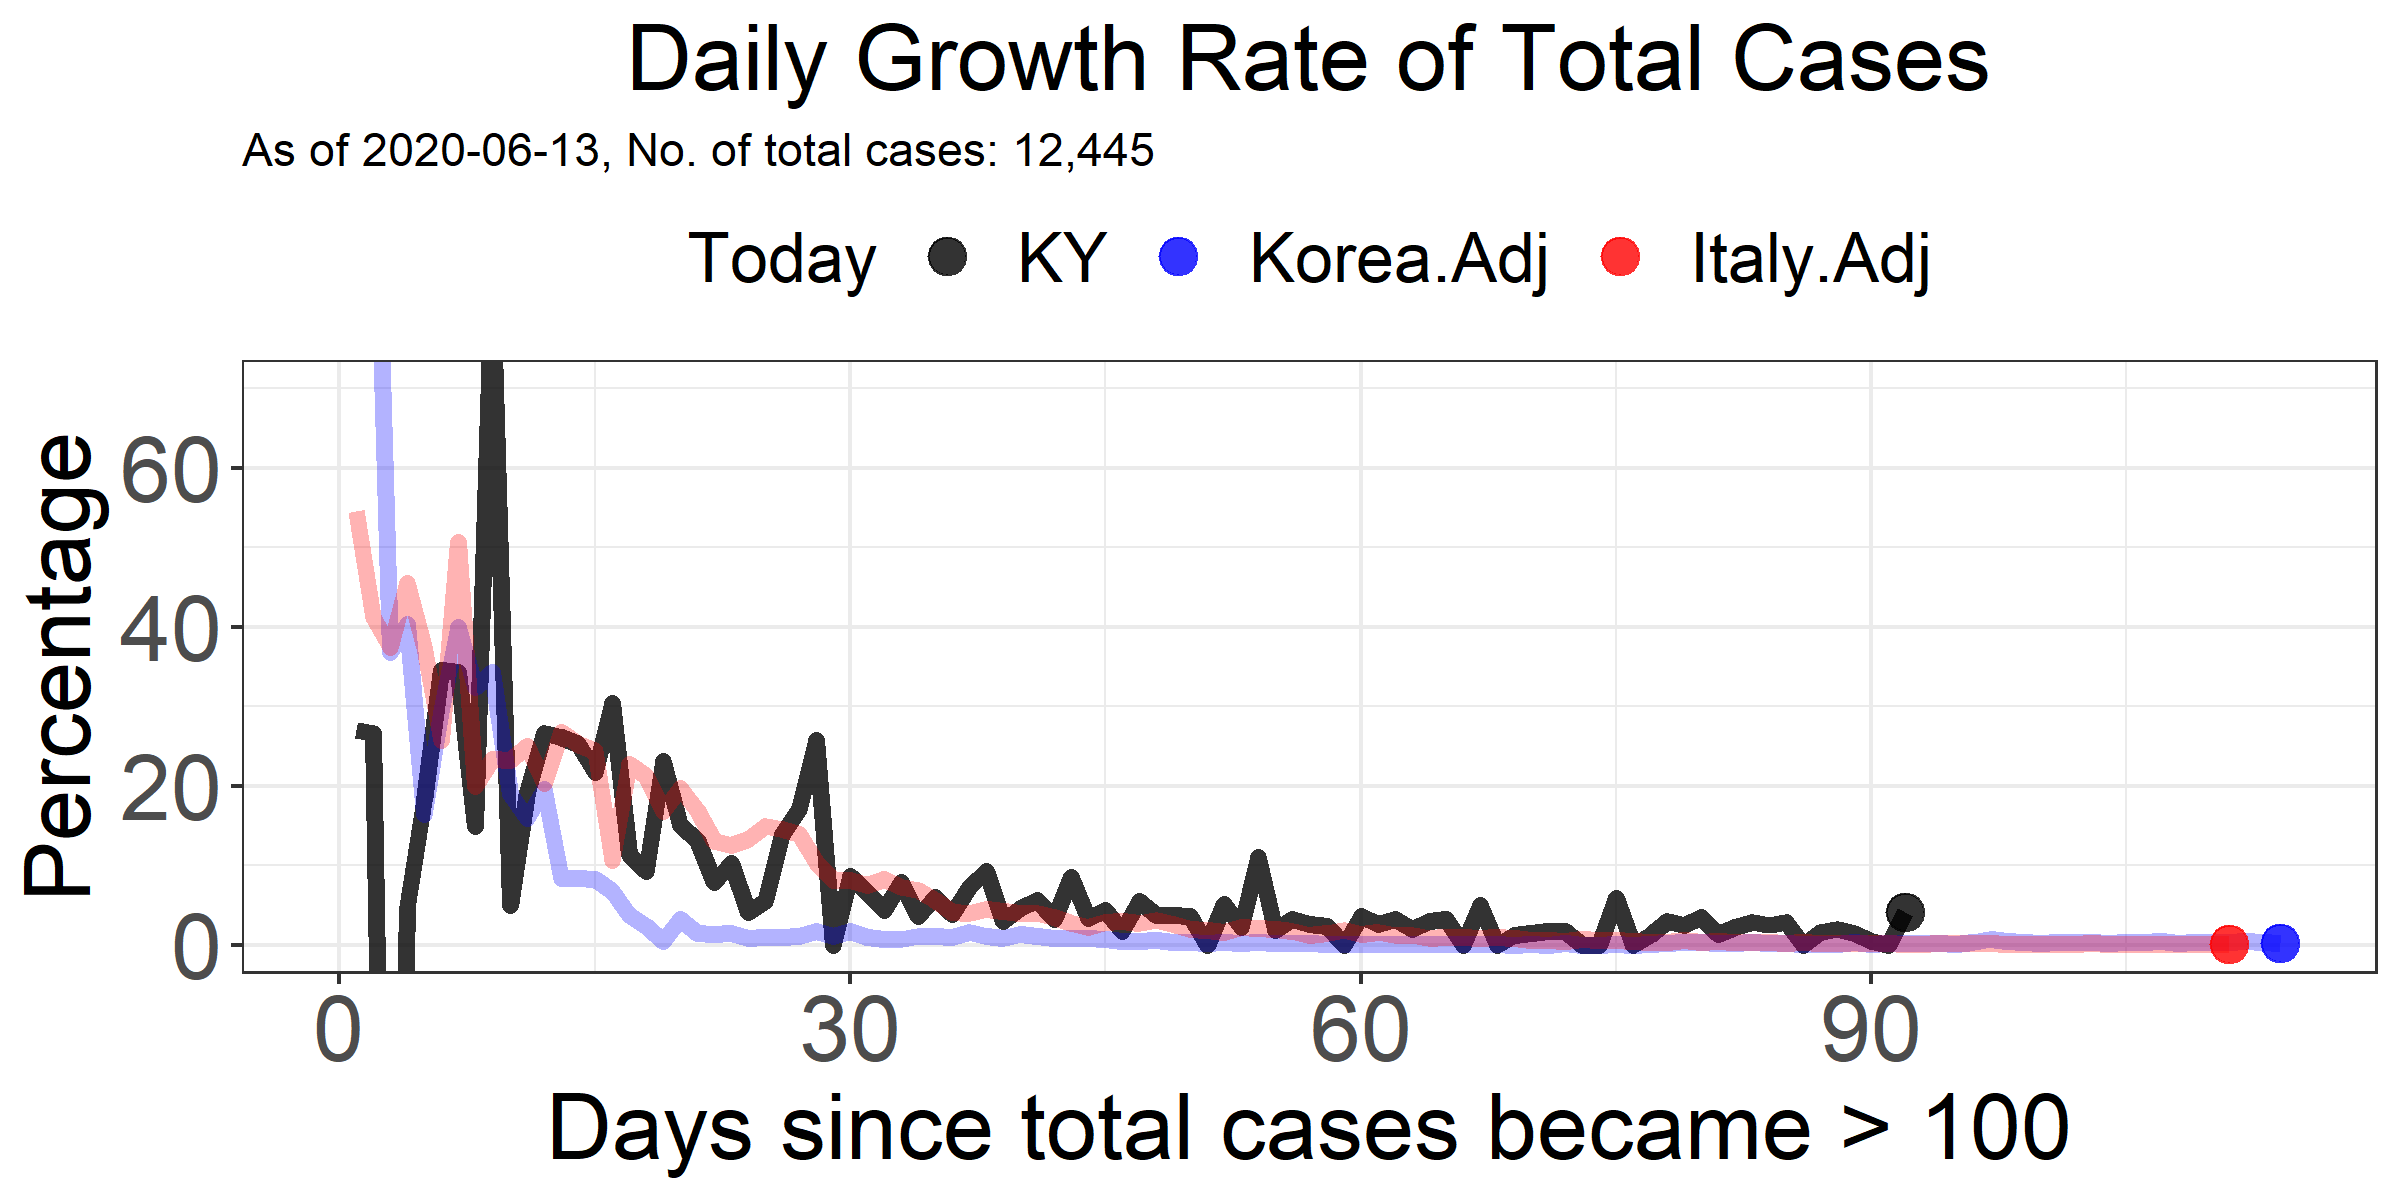 Daily Growth Rate of Total Cases
As of 2020-06-13, No. of total cases: 12,445
Today KY Korea.Adj Italy.Adj
Percentage
60
40
20
0
0 30 60 90
Days since total cases became > 100